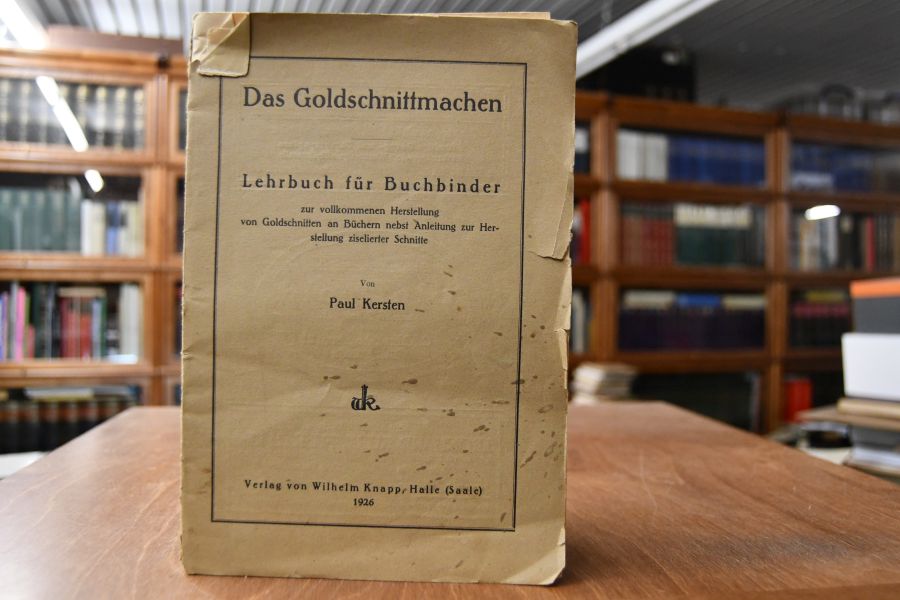 Das Goldschnittmachen
Lehrbuch für Buchbinder
zur vollkommenen Herstellung
von Goldschnitten an Büchern nebst Anleitung zur Her-
stellung ziselierter Schnitte
Von
Paul Kersten
wk
Verlag von Wilhelm Knapp, Halle (Saale)
1926